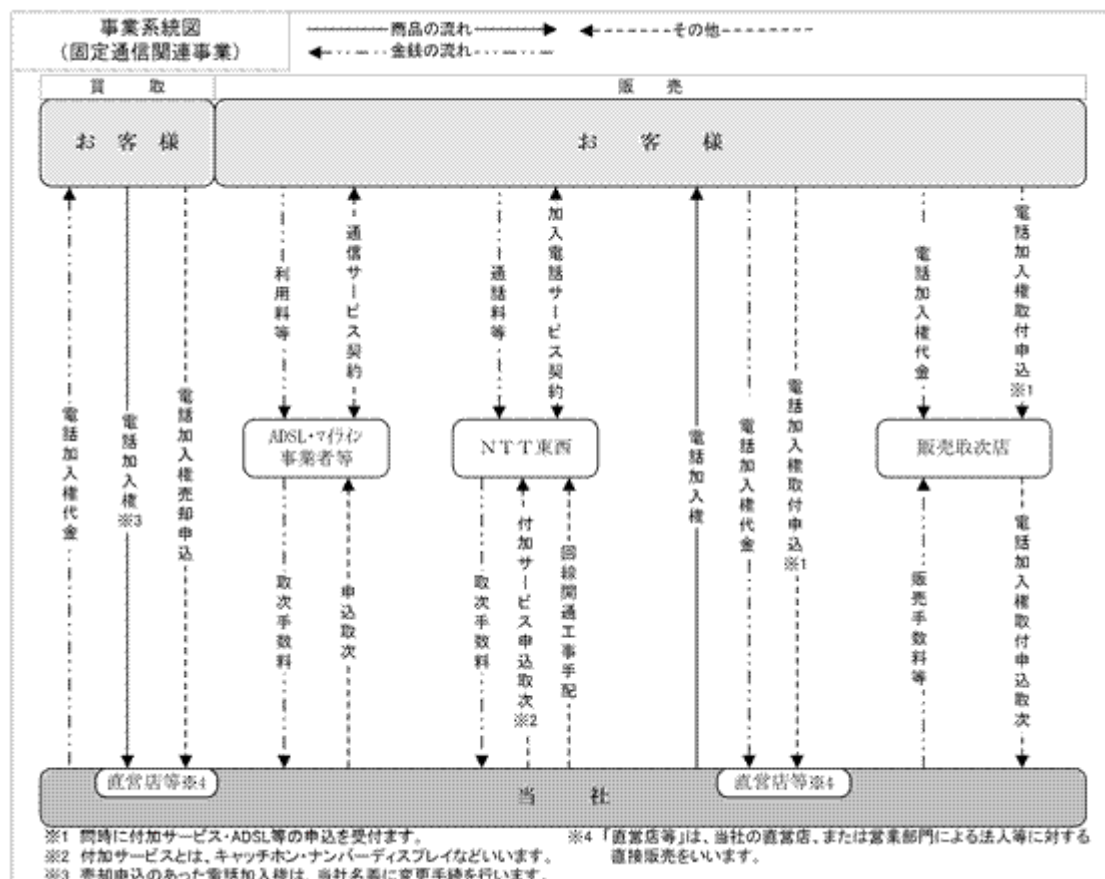 事業系統図
(固定通信関連事業)
商品の流れ
その他
金銭の流れ
買 取
販 売
お 客 様
お 客 様
電話加入権代金
電話加入権※3
電話加入権売却申込
利用料等
通信サービス契約
ADSL・マイライン
事業者等
取次手数料
申込取次
通話料等
加入電話サービス契約
NTT東西
取次手数料
付加サービス申込取次※2
回線開通工事手配
電話加入権
電話加入権代金
電話加入権取付申込※1
電話加入権代金
電話加入権取付申込※1
販売取次店
販売手数料等
電話加入権取付申込取次
直営店等※4
直営店等※4
当 社
※1 同時に付加サービス・ADSL等の申込を受付ます。
※2 付加サービスとは、キャッチホン・ナンバーディスプレイなどいいます。
※3 売却申込のあった電話加入権は、当社名義に変更手続を行います。
※4 「直営店等」は、当社の直営店、または営業部門による法人等に対する
直接販売をいいます。